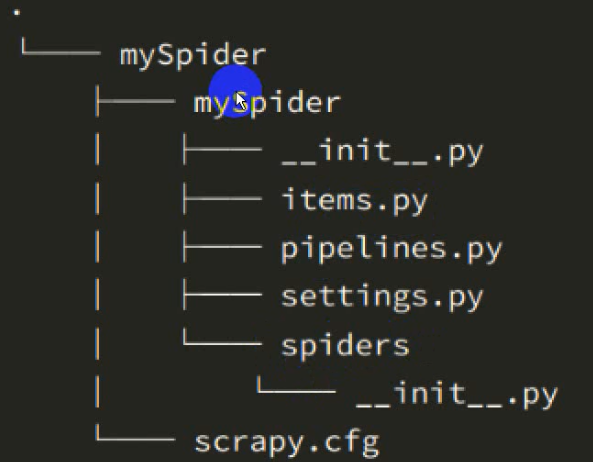 .
└── mySpider
    ├── mySpider
    │   ├── __init__.py
    │   ├── items.py
    │   ├── pipelines.py
    │   ├── settings.py
    │   └── spiders
    │       └── __init__.py
    └── scrapy.cfg